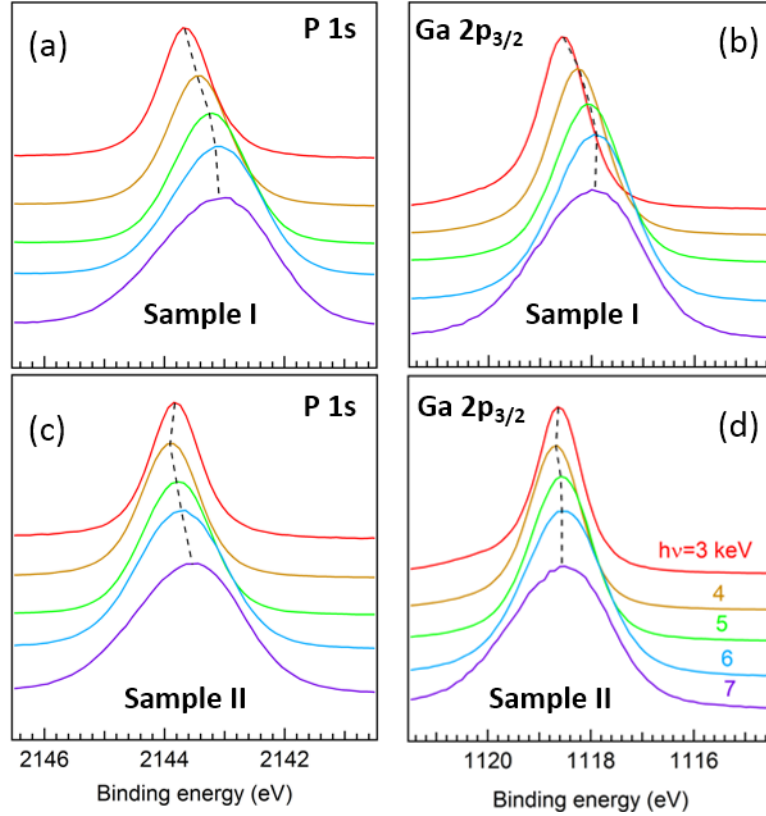 (a)
P 1s
Sample I
Ga 2p3/2
(b)
Sample I
(c)
P 1s
Sample II
Ga 2p3/2
(d)
hν=3 keV
4
5
6
7
Sample II
2146
2144
2142
Binding energy (eV)
1120
1118
1116
Binding energy (eV)